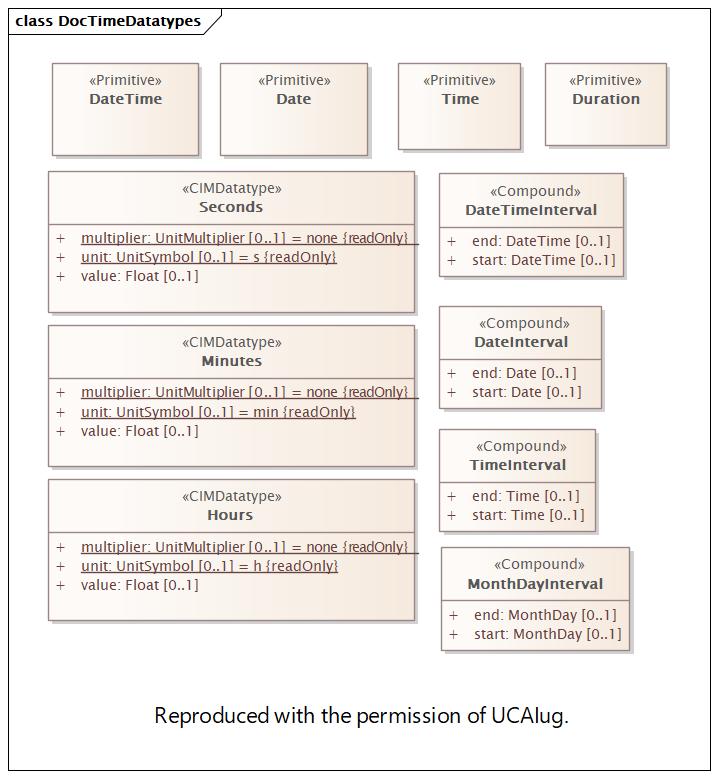 class DocTimeDatatypes
«Primitive»
DateTime
«Primitive»
Date
«Primitive»
Time
«Primitive»
Duration
«CIMDatatype»
Seconds
+ multiplier: UnitMultiplier [0..1] = none {readOnly}
+ unit: UnitSymbol [0..1] = s {readOnly}
+ value: Float [0..1]
«Compound»
DateTimeInterval
+ end: DateTime [0..1]
+ start: DateTime [0..1]
«CIMDatatype»
Minutes
+ multiplier: UnitMultiplier [0..1] = none {readOnly}
+ unit: UnitSymbol [0..1] = min {readOnly}
+ value: Float [0..1]
«Compound»
DateInterval
+ end: Date [0..1]
+ start: Date [0..1]
«Compound»
TimeInterval
+ end: Time [0..1]
+ start: Time [0..1]
«CIMDatatype»
Hours
+ multiplier: UnitMultiplier [0..1] = none {readOnly}
+ unit: UnitSymbol [0..1] = h {readOnly}
+ value: Float [0..1]
«Compound»
MonthDayInterval
+ end: MonthDay [0..1]
+ start: MonthDay [0..1]
Reproduced with the permission of UCAIug.